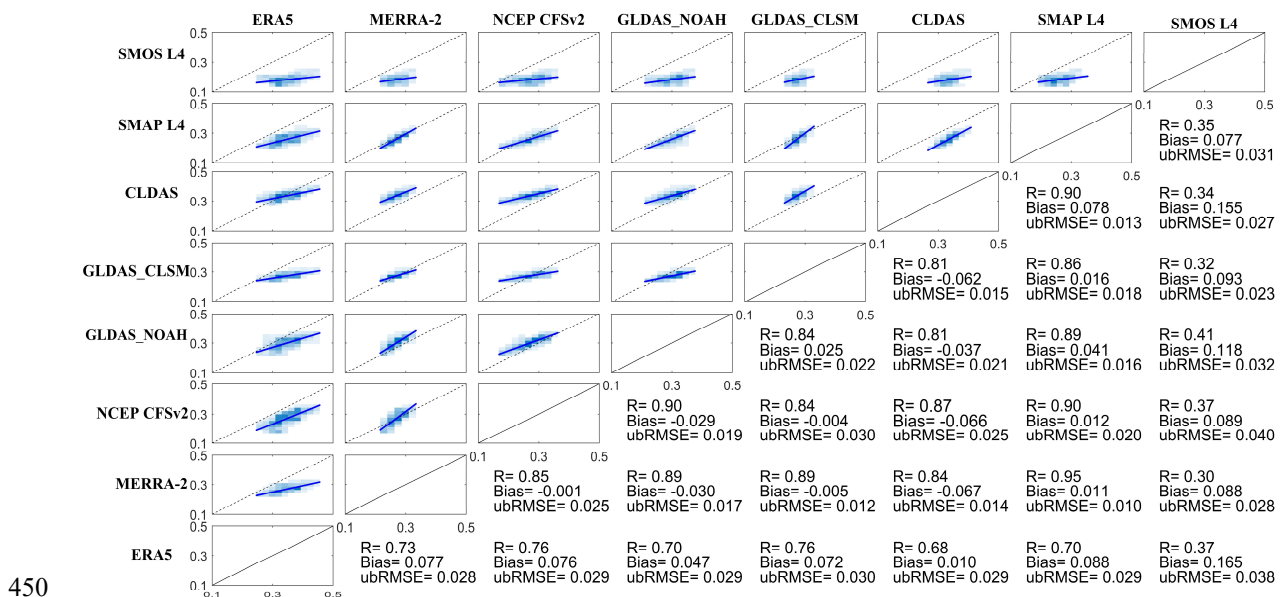 ERA5 MERRA-2 NCEP CFSv2 GLDAS_NOAH GLDAS_CLSM CLDAS SMAP L4 SMOS L4
SMOS L4
0.5
0.3
0.1
0.1 0.3 0.5
SMAP L4
0.5
0.3
0.1
R= 0.35
Bias= 0.077
ubRMSE= 0.031
0.1 0.3 0.5
CLDAS
0.5
0.3
0.1
R= 0.90
Bias= 0.078
ubRMSE= 0.013
R= 0.34
Bias= 0.155
ubRMSE= 0.027
0.1 0.3 0.5
GLDAS_CLSM
0.5
0.3
0.1
R= 0.81
Bias= -0.062
ubRMSE= 0.015
R= 0.86
Bias= 0.016
ubRMSE= 0.018
R= 0.32
Bias= 0.093
ubRMSE= 0.023
0.1 0.3 0.5
GLDAS_NOAH
0.5
0.3
0.1
R= 0.84
Bias= 0.025
ubRMSE= 0.022
R= 0.81
Bias= -0.037
ubRMSE= 0.021
R= 0.89
Bias= 0.041
ubRMSE= 0.016
R= 0.41
Bias= 0.118
ubRMSE= 0.032
0.1 0.3 0.5
NCEP CFSv2
0.5
0.3
0.1
R= 0.90
Bias= -0.029
ubRMSE= 0.019
R= 0.84
Bias= -0.004
ubRMSE= 0.030
R= 0.87
Bias= -0.066
ubRMSE= 0.025
R= 0.90
Bias= 0.012
ubRMSE= 0.020
R= 0.37
Bias= 0.089
ubRMSE= 0.040
0.1 0.3 0.5
MERRA-2
0.5
0.3
0.1
R= 0.85
Bias= -0.001
ubRMSE= 0.025
R= 0.89
Bias= -0.030
ubRMSE= 0.017
R= 0.89
Bias= -0.005
ubRMSE= 0.012
R= 0.84
Bias= -0.067
ubRMSE= 0.014
R= 0.95
Bias= 0.011
ubRMSE= 0.010
R= 0.30
Bias= 0.088
ubRMSE= 0.028
0.1 0.3 0.5
ERA5
0.5
0.3
0.1
R= 0.73
Bias= 0.077
ubRMSE= 0.028
R= 0.76
Bias= 0.076
ubRMSE= 0.029
R= 0.70
Bias= 0.047
ubRMSE= 0.029
R= 0.76
Bias= 0.072
ubRMSE= 0.030
R= 0.68
Bias= 0.010
ubRMSE= 0.029
R= 0.70
Bias= 0.088
ubRMSE= 0.029
R= 0.37
Bias= 0.165
ubRMSE= 0.038
0.1 0.3 0.5
450